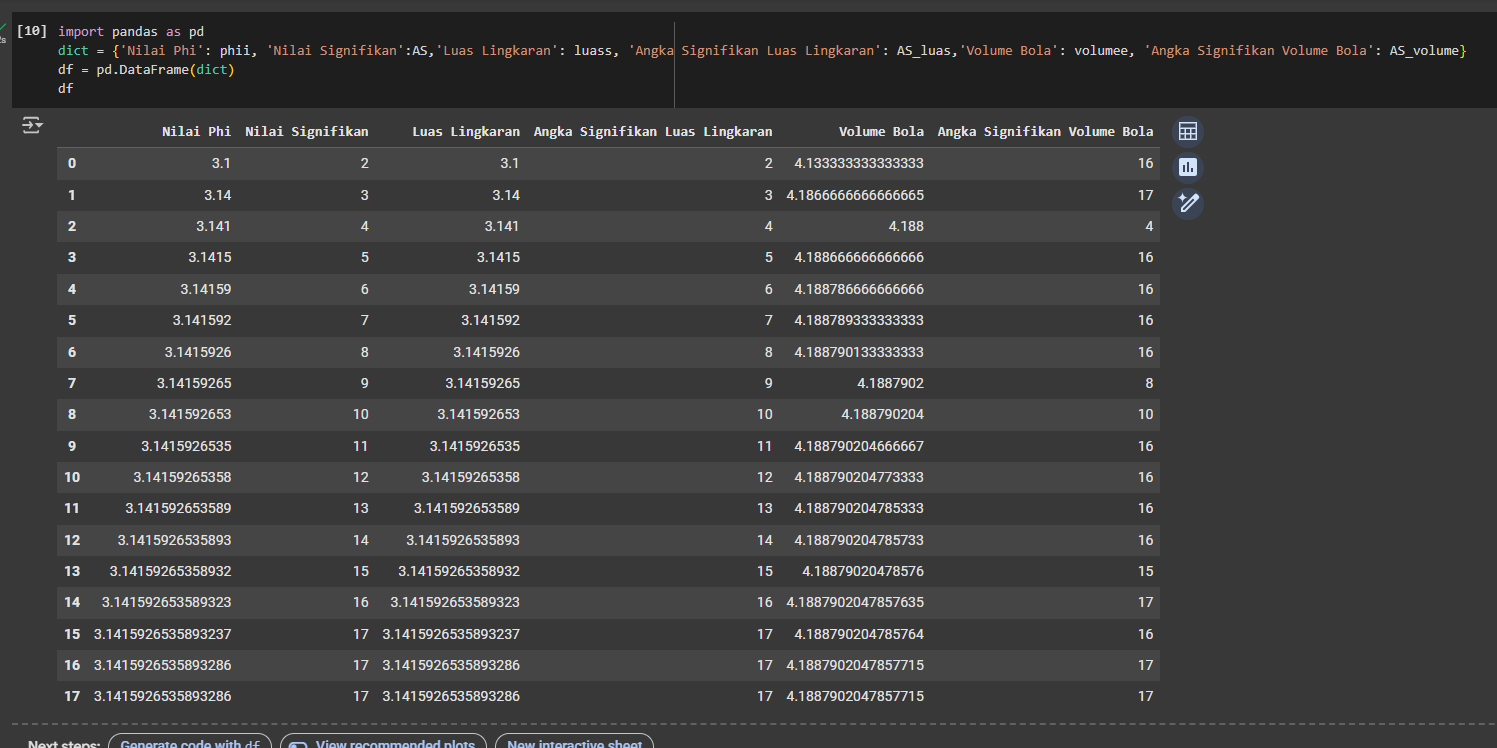 [10] import pandas as pd
dict = {'Nilai Phi': phii, 'Nilai Signifikan':AS,'Luas Lingkaran': luass, 'Angka Signifikan Luas Lingkaran': AS_luas,'Volume Bola': volumee, 'Angka Signifikan Volume Bola': AS_volume}
df = pd.DataFrame(dict)
df
Nilai Phi Nilai Signifikan Luas Lingkaran Angka Signifikan Luas Lingkaran Volume Bola Angka Signifikan Volume Bola
0 3.1 2 3.1 2 4.133333333333333 16
1 3.14 3 3.14 3 4.1866666666666665 17
2 3.141 4 3.141 4 4.188 4
3 3.1415 5 3.1415 5 4.188666666666666 16
4 3.14159 6 3.14159 6 4.188786666666666 16
5 3.141592 7 3.141592 7 4.188789333333333 16
6 3.1415926 8 3.1415926 8 4.188790133333333 16
7 3.14159265 9 3.14159265 9 4.1887902 8
8 3.141592653 10 3.141592653 10 4.188790204 10
9 3.1415926535 11 3.1415926535 11 4.188790204666667 16
10 3.14159265358 12 3.14159265358 12 4.188790204773333 16
11 3.141592653589 13 3.141592653589 13 4.188790204785333 16
12 3.1415926535893 14 3.1415926535893 14 4.188790204785733 16
13 3.14159265358932 15 3.14159265358932 15 4.18879020478576 15
14 3.141592653589323 16 3.141592653589323 16 4.1887902047857635 17
15 3.1415926535893237 17 3.1415926535893237 17 4.188790204785764 16
16 3.1415926535893286 17 3.1415926535893286 17 4.1887902047857715 17
17 3.1415926535893286 17 3.1415926535893286 17 4.1887902047857715 17
Next steps: Generate code with df View recommended plots New interactive sheet